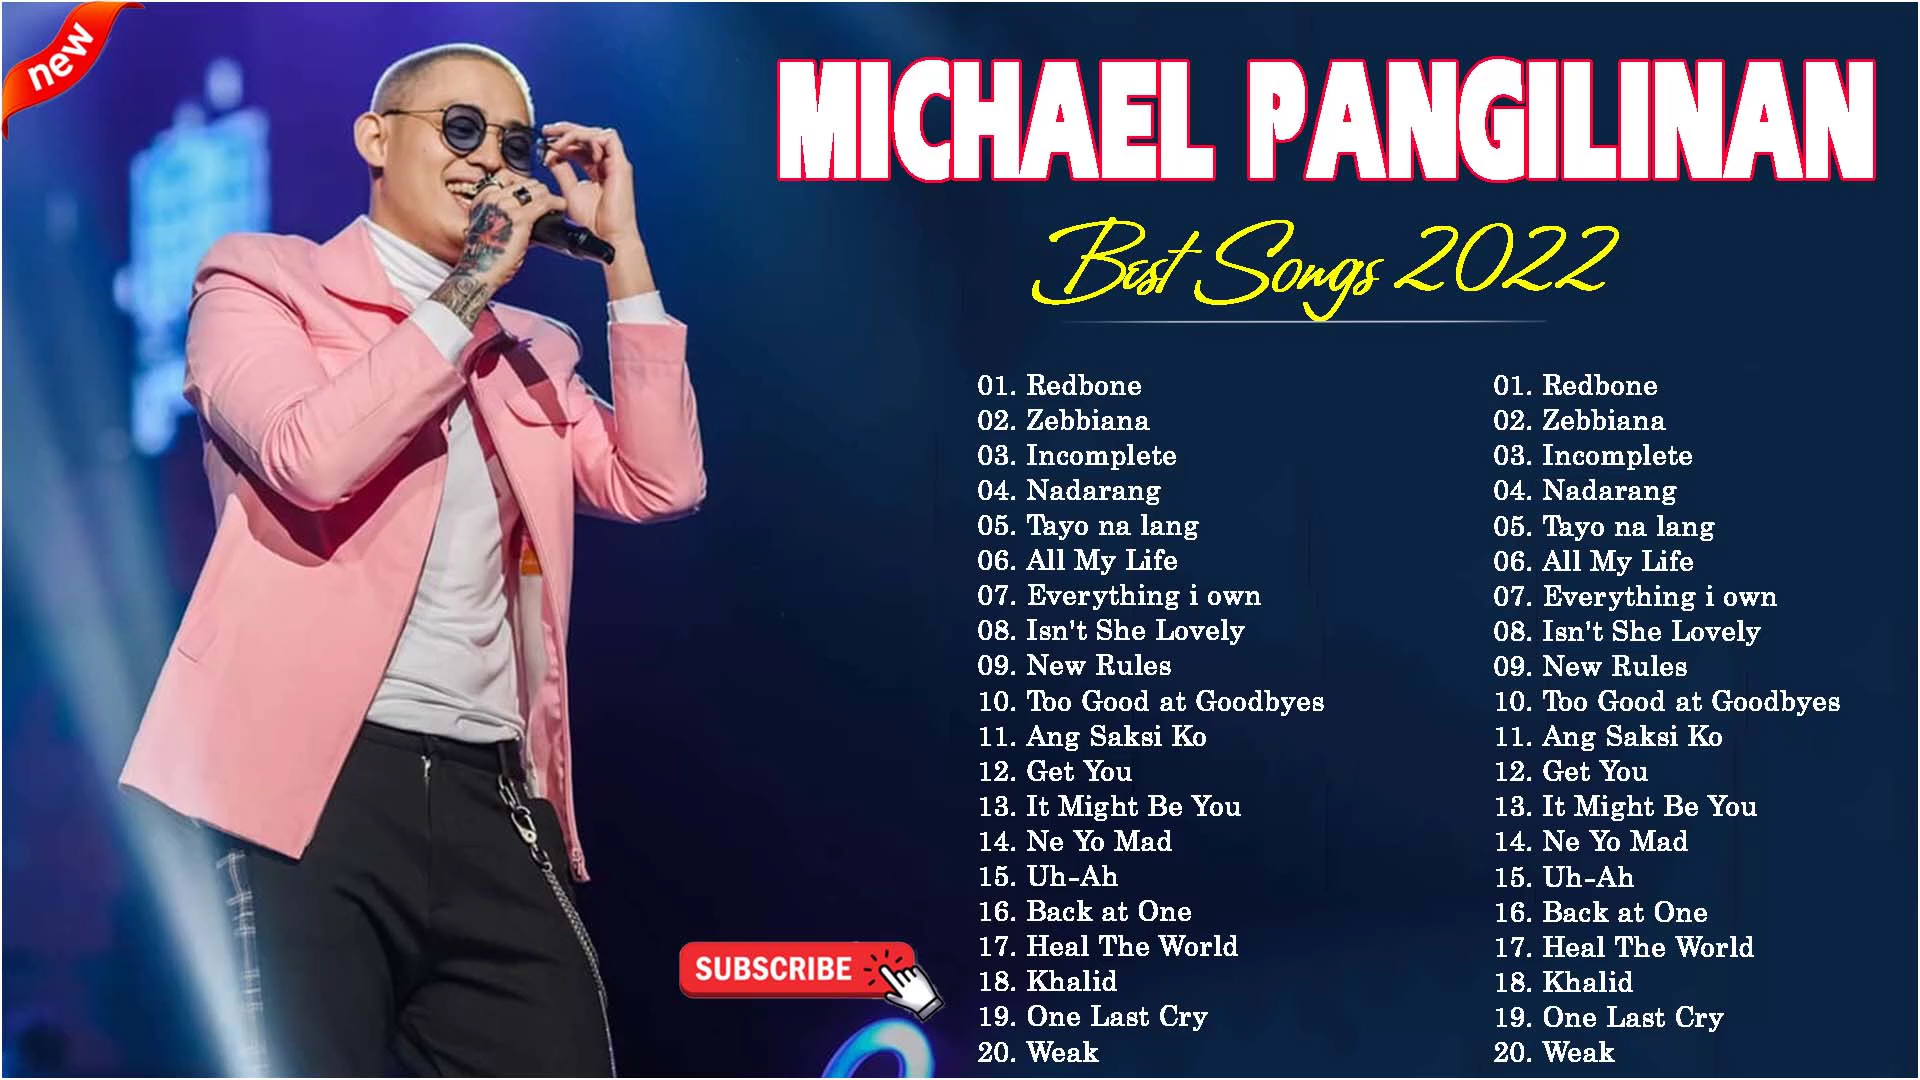 new
MICHAEL PANGILINAN
Best Songs 2022
01. Redbone
02. Zebbiana
03. Incomplete
04. Nadarang
05. Tayo na lang
06. All My Life
07. Everything i own
08. Isn't She Lovely
09. New Rules
10. Too Good at Goodbyes
11. Ang Saksi Ko
12. Get You
13. It Might Be You
14. Ne Yo Mad
15. Uh-Ah
16. Back at One
17. Heal The World
18. Khalid
19. One Last Cry
20. Weak
01. Redbone
02. Zebbiana
03. Incomplete
04. Nadarang
05. Tayo na lang
06. All My Life
07. Everything i own
08. Isn't She Lovely
09. New Rules
10. Too Good at Goodbyes
11. Ang Saksi Ko
12. Get You
13. It Might Be You
14. Ne Yo Mad
15. Uh-Ah
16. Back at One
17. Heal The World
18. Khalid
19. One Last Cry
20. Weak
SUBSCRIBE